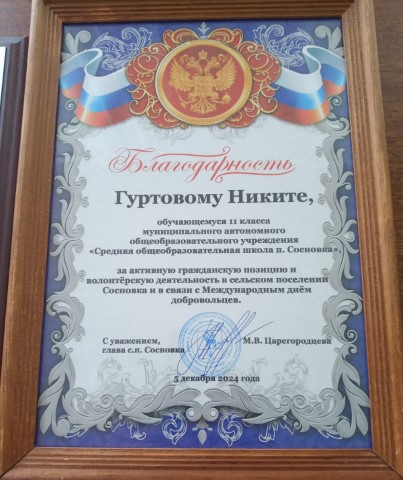 Благодарность
Гуртовому Никите,
обучающемуся 11 класса
муниципального автономного
общеобразовательного учреждения
«Средняя общеобразовательная школа п. Сосновка»,
за активную гражданскую позицию и
волонтёрскую деятельность в сельском поселении
Сосновка и в связи с Международным днём
добровольцев.
С уважением,
глава с.п. Сосновка М.В. Царегородцева
5 декабря 2024 года